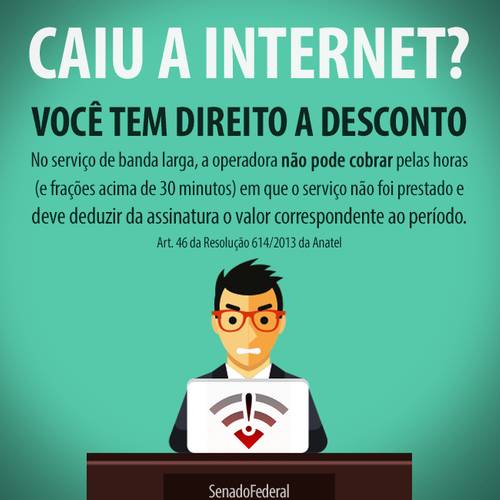 CAIU A INTERNET?
VOCÊ TEM DIREITO A DESCONTO
No serviço de banda larga, a operadora não pode cobrar pelas horas
(e frações acima de 30 minutos) em que o serviço não foi prestado e
deve deduzir da assinatura o valor correspondente ao período.
Art. 46 da Resolução 614/2013 da Anatel
!
SenadoFederal